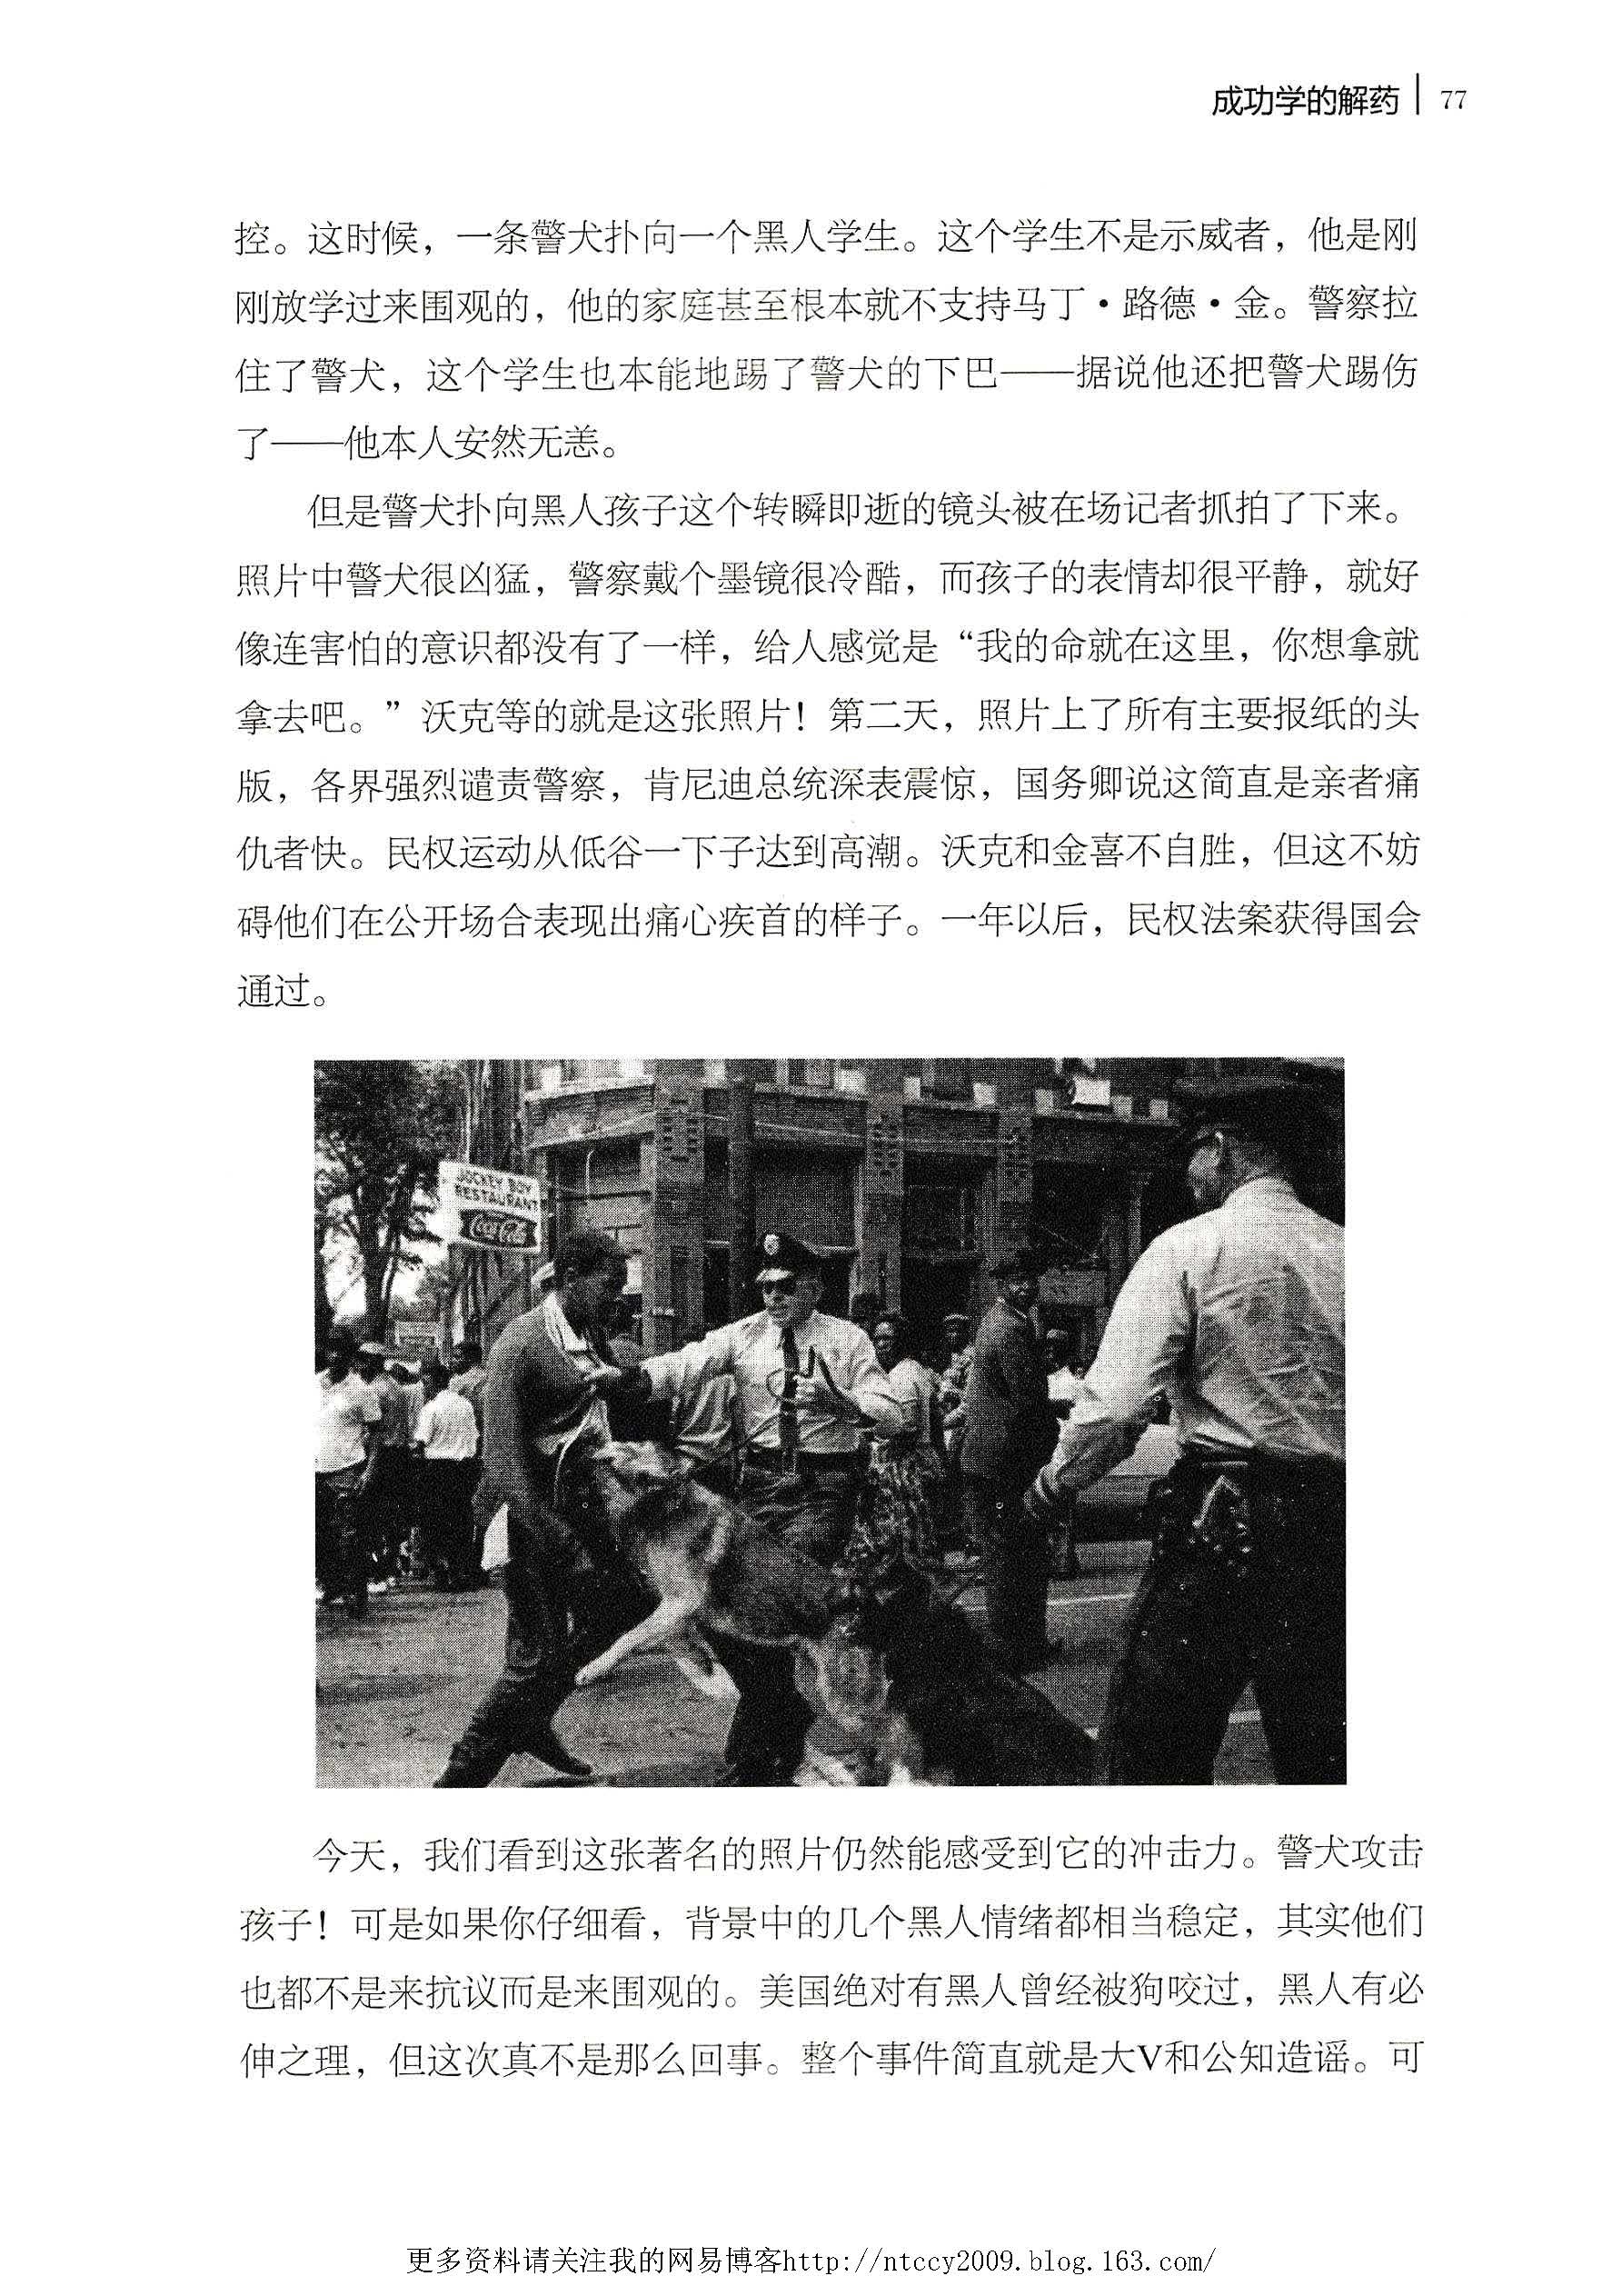 成功学的解药 77
控。这时候，一条警犬扑向一个黑人学生。这个学生不是示威者，他是刚
刚放学过来围观的，他的家庭甚至根本就不支持马丁·路德·金。警察拉
住了警犬，这个学生也本能地踢了警犬的下巴——据说他还把警犬踢伤
了——他本人安然无恙。
但是警犬扑向黑人孩子这个转瞬即逝的镜头被在场记者抓拍了下来。
照片中警犬很凶猛，警察戴个墨镜很冷酷，而孩子的表情却很平静，就好
像连害怕的意识都没有了一样，给人感觉是“我的命就在这里，你想拿就
拿去吧。”沃克等的就是这张照片！第二天，照片上了所有主要报纸的头
版，各界强烈谴责警察，肯尼迪总统深表震惊，国务卿说这简直是亲者痛
仇者快。民权运动从低谷一下子达到高潮。沃克和金喜不自胜，但这不妨
碍他们在公开场合表现出痛心疾首的样子。一年以后，民权法案获得国会
通过。
JOCKEY BOY
RESTAURANT
Coca-Cola
今天，我们看到这张著名的照片仍然能感受到它的冲击力。警犬攻击
孩子！可是如果你仔细看，背景中的几个黑人情绪都相当稳定，其实他们
也都不是来抗议而是来围观的。美国绝对有黑人曾经被狗咬过，黑人有必
伸之理，但这次真不是那么回事。整个事件简直就是大V和公知造谣。可
更多资料请关注我的网易博客http://ntccy2009.blog.163.com/